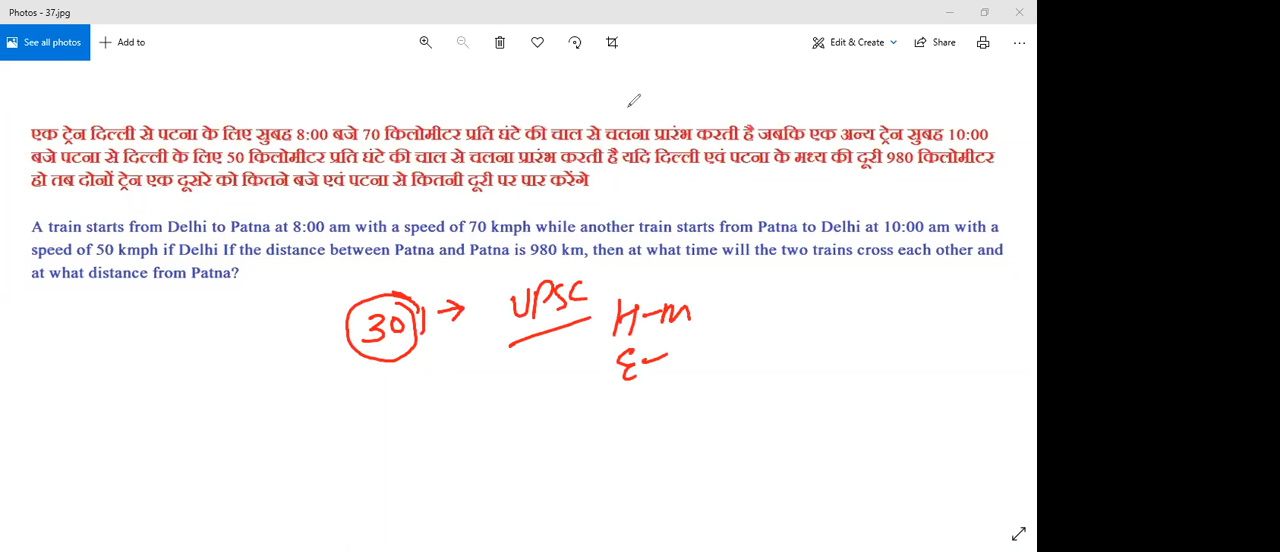 Photos - 37.jpg
See all photos
Add to
Edit & Create
Share
एक ट्रेन दिल्ली से पटना के लिए सुबह 8:00 बजे 70 किलोमीटर प्रति घंटे की चाल से चलना प्रारंभ करती है जबकि एक अन्य ट्रेन सुबह 10:00
बजे पटना से दिल्ली के लिए 50 किलोमीटर प्रति घंटे की चाल से चलना प्रारंभ करती है यदि दिल्ली एवं पटना के मध्य की दूरी 980 किलोमीटर
हो तब दोनों ट्रेन एक दूसरे को कितने बजे एवं पटना से कितनी दूरी पर पार करेंगे
A train starts from Delhi to Patna at 8:00 am with a speed of 70 kmph while another train starts from Patna to Delhi at 10:00 am with a
speed of 50 kmph if Delhi If the distance between Patna and Patna is 980 km, then at what time will the two trains cross each other and
at what distance from Patna?
30 → UPSC H-M
E-